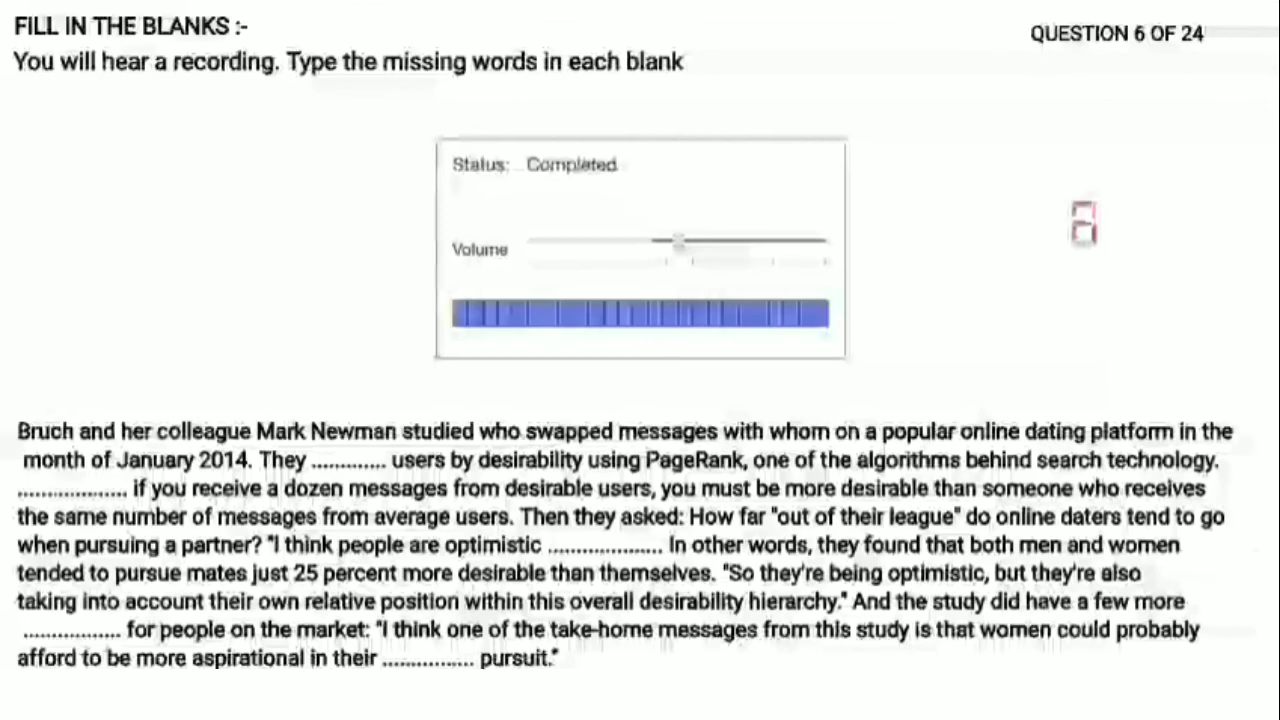 FILL IN THE BLANKS :-
QUESTION 6 OF 24
You will hear a recording. Type the missing words in each blank
Status: Completed
Volume
Bruch and her colleague Mark Newman studied who swapped messages with whom on a popular online dating platform in the
month of January 2014. They ............. users by desirability using PageRank, one of the algorithms behind search technology.
................... if you receive a dozen messages from desirable users, you must be more desirable than someone who receives
the same number of messages from average users. Then they asked: How far "out of their league" do online daters tend to go
when pursuing a partner? "I think people are optimistic .................... In other words, they found that both men and women
tended to pursue mates just 25 percent more desirable than themselves. "So they're being optimistic, but they're also
taking into account their own relative position within this overall desirability hierarchy." And the study did have a few more
................. for people on the market: "I think one of the take-home messages from this study is that women could probably
afford to be more aspirational in their ................ pursuit."